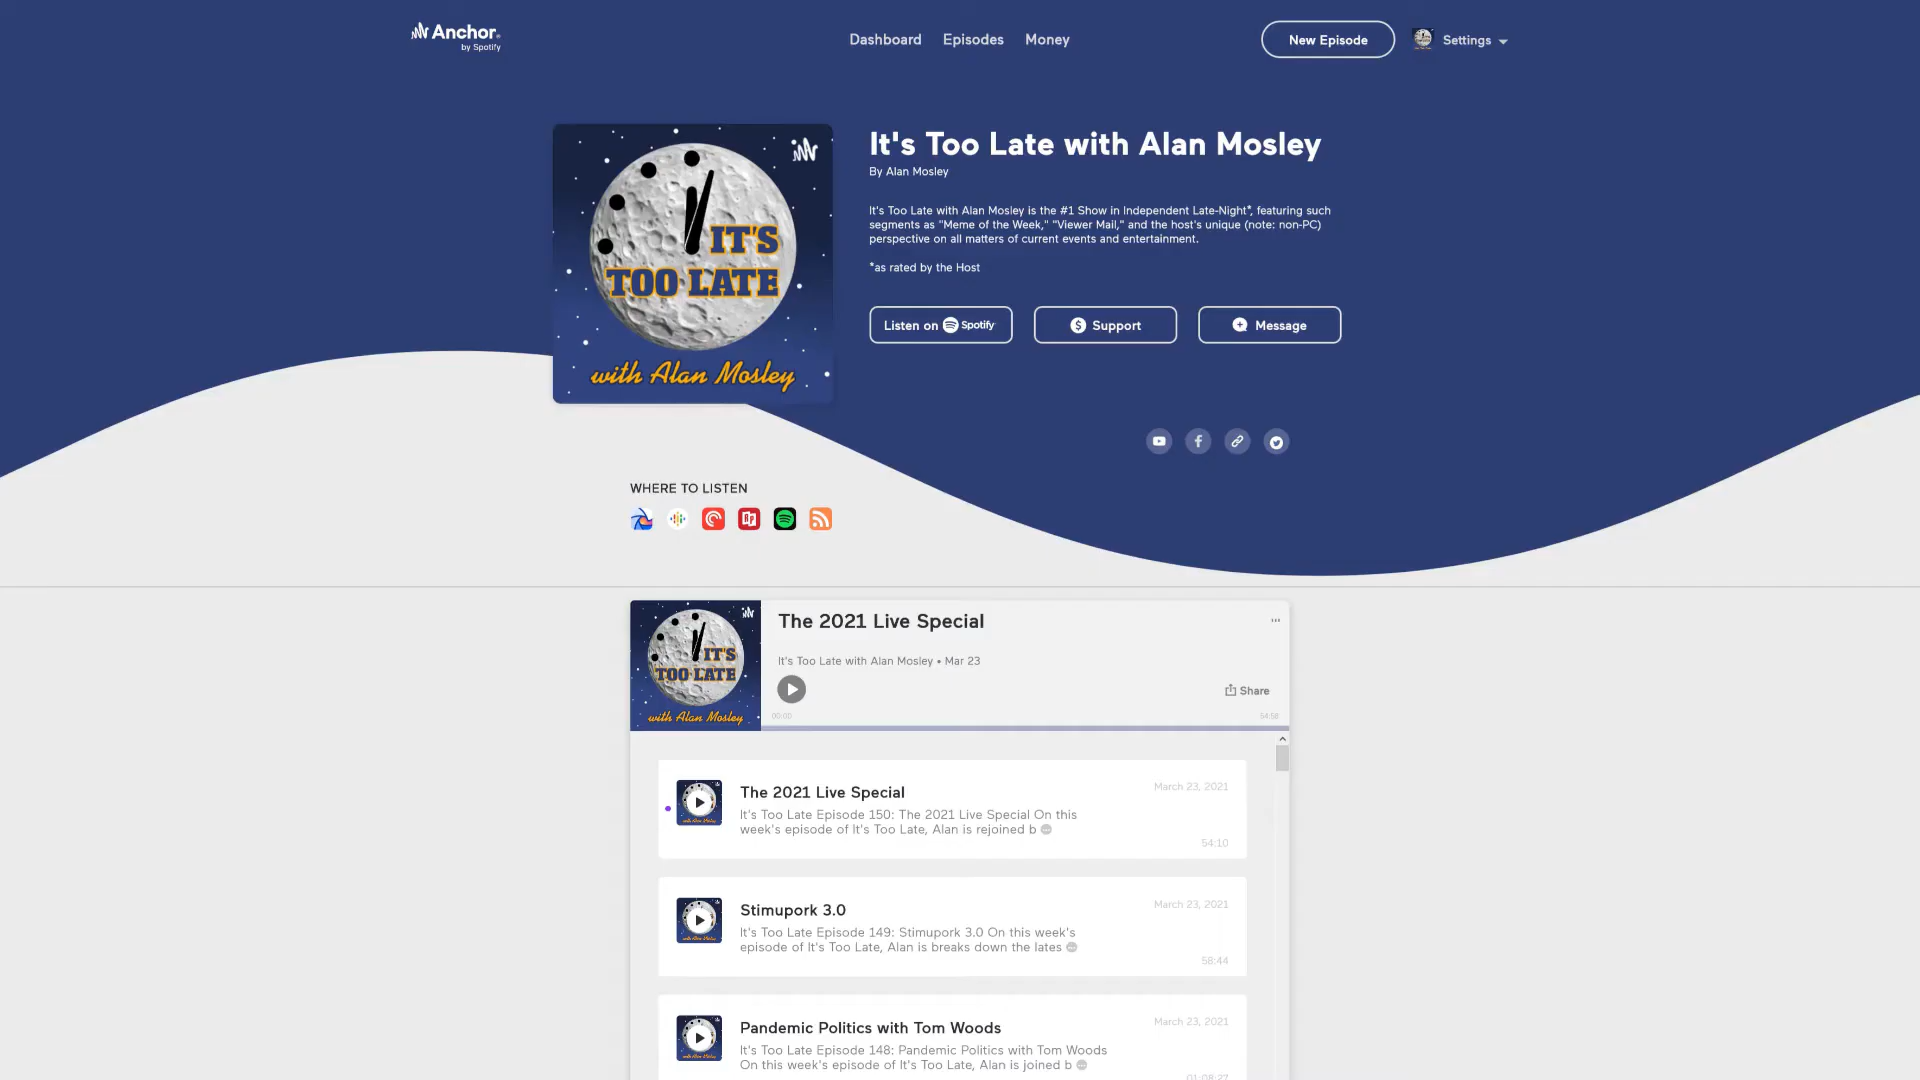 Anchor
by Spotify
Dashboard
Episodes
Money
New Episode
Settings
IT'S
TOO LATE
with Alan Mosley
It's Too Late with Alan Mosley
By Alan Mosley
It's Too Late with Alan Mosley is the #1 Show in Independent Late-Night*, featuring such
segments as "Meme of the Week," "Viewer Mail," and the host's unique (note: non-PC)
perspective on all matters of current events and entertainment.
*as rated by the Host
Listen on Spotify
Support
Message
WHERE TO LISTEN
IT'S
TOO LATE
with Alan Mosley
The 2021 Live Special
It's Too Late with Alan Mosley • Mar 23
Share
00:00
54:58
The 2021 Live Special
March 23, 2021
It's Too Late Episode 150: The 2021 Live Special On this
week's episode of It's Too Late, Alan is rejoined b
54:10
Stimupork 3.0
March 23, 2021
It's Too Late Episode 149: Stimupork 3.0 On this week's
episode of It's Too Late, Alan is breaks down the lates
58:44
Pandemic Politics with Tom Woods
March 23, 2021
It's Too Late Episode 148: Pandemic Politics with Tom Woods
On this week's episode of It's Too Late, Alan is joined b
01:08:27